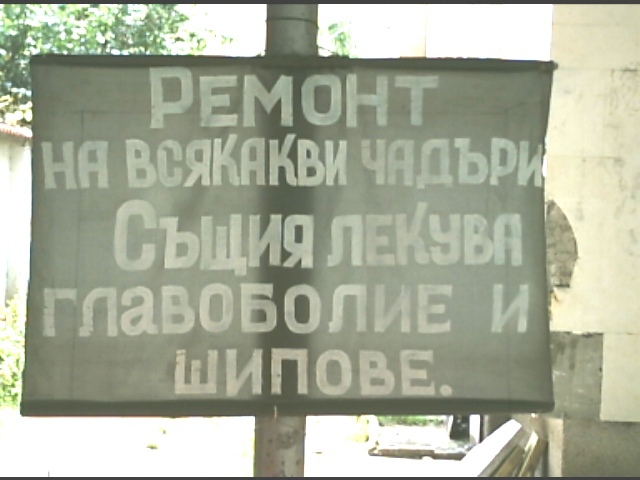 Ремонт
на всякакви чадъри
Същия лекува
главоболие и
шипове.